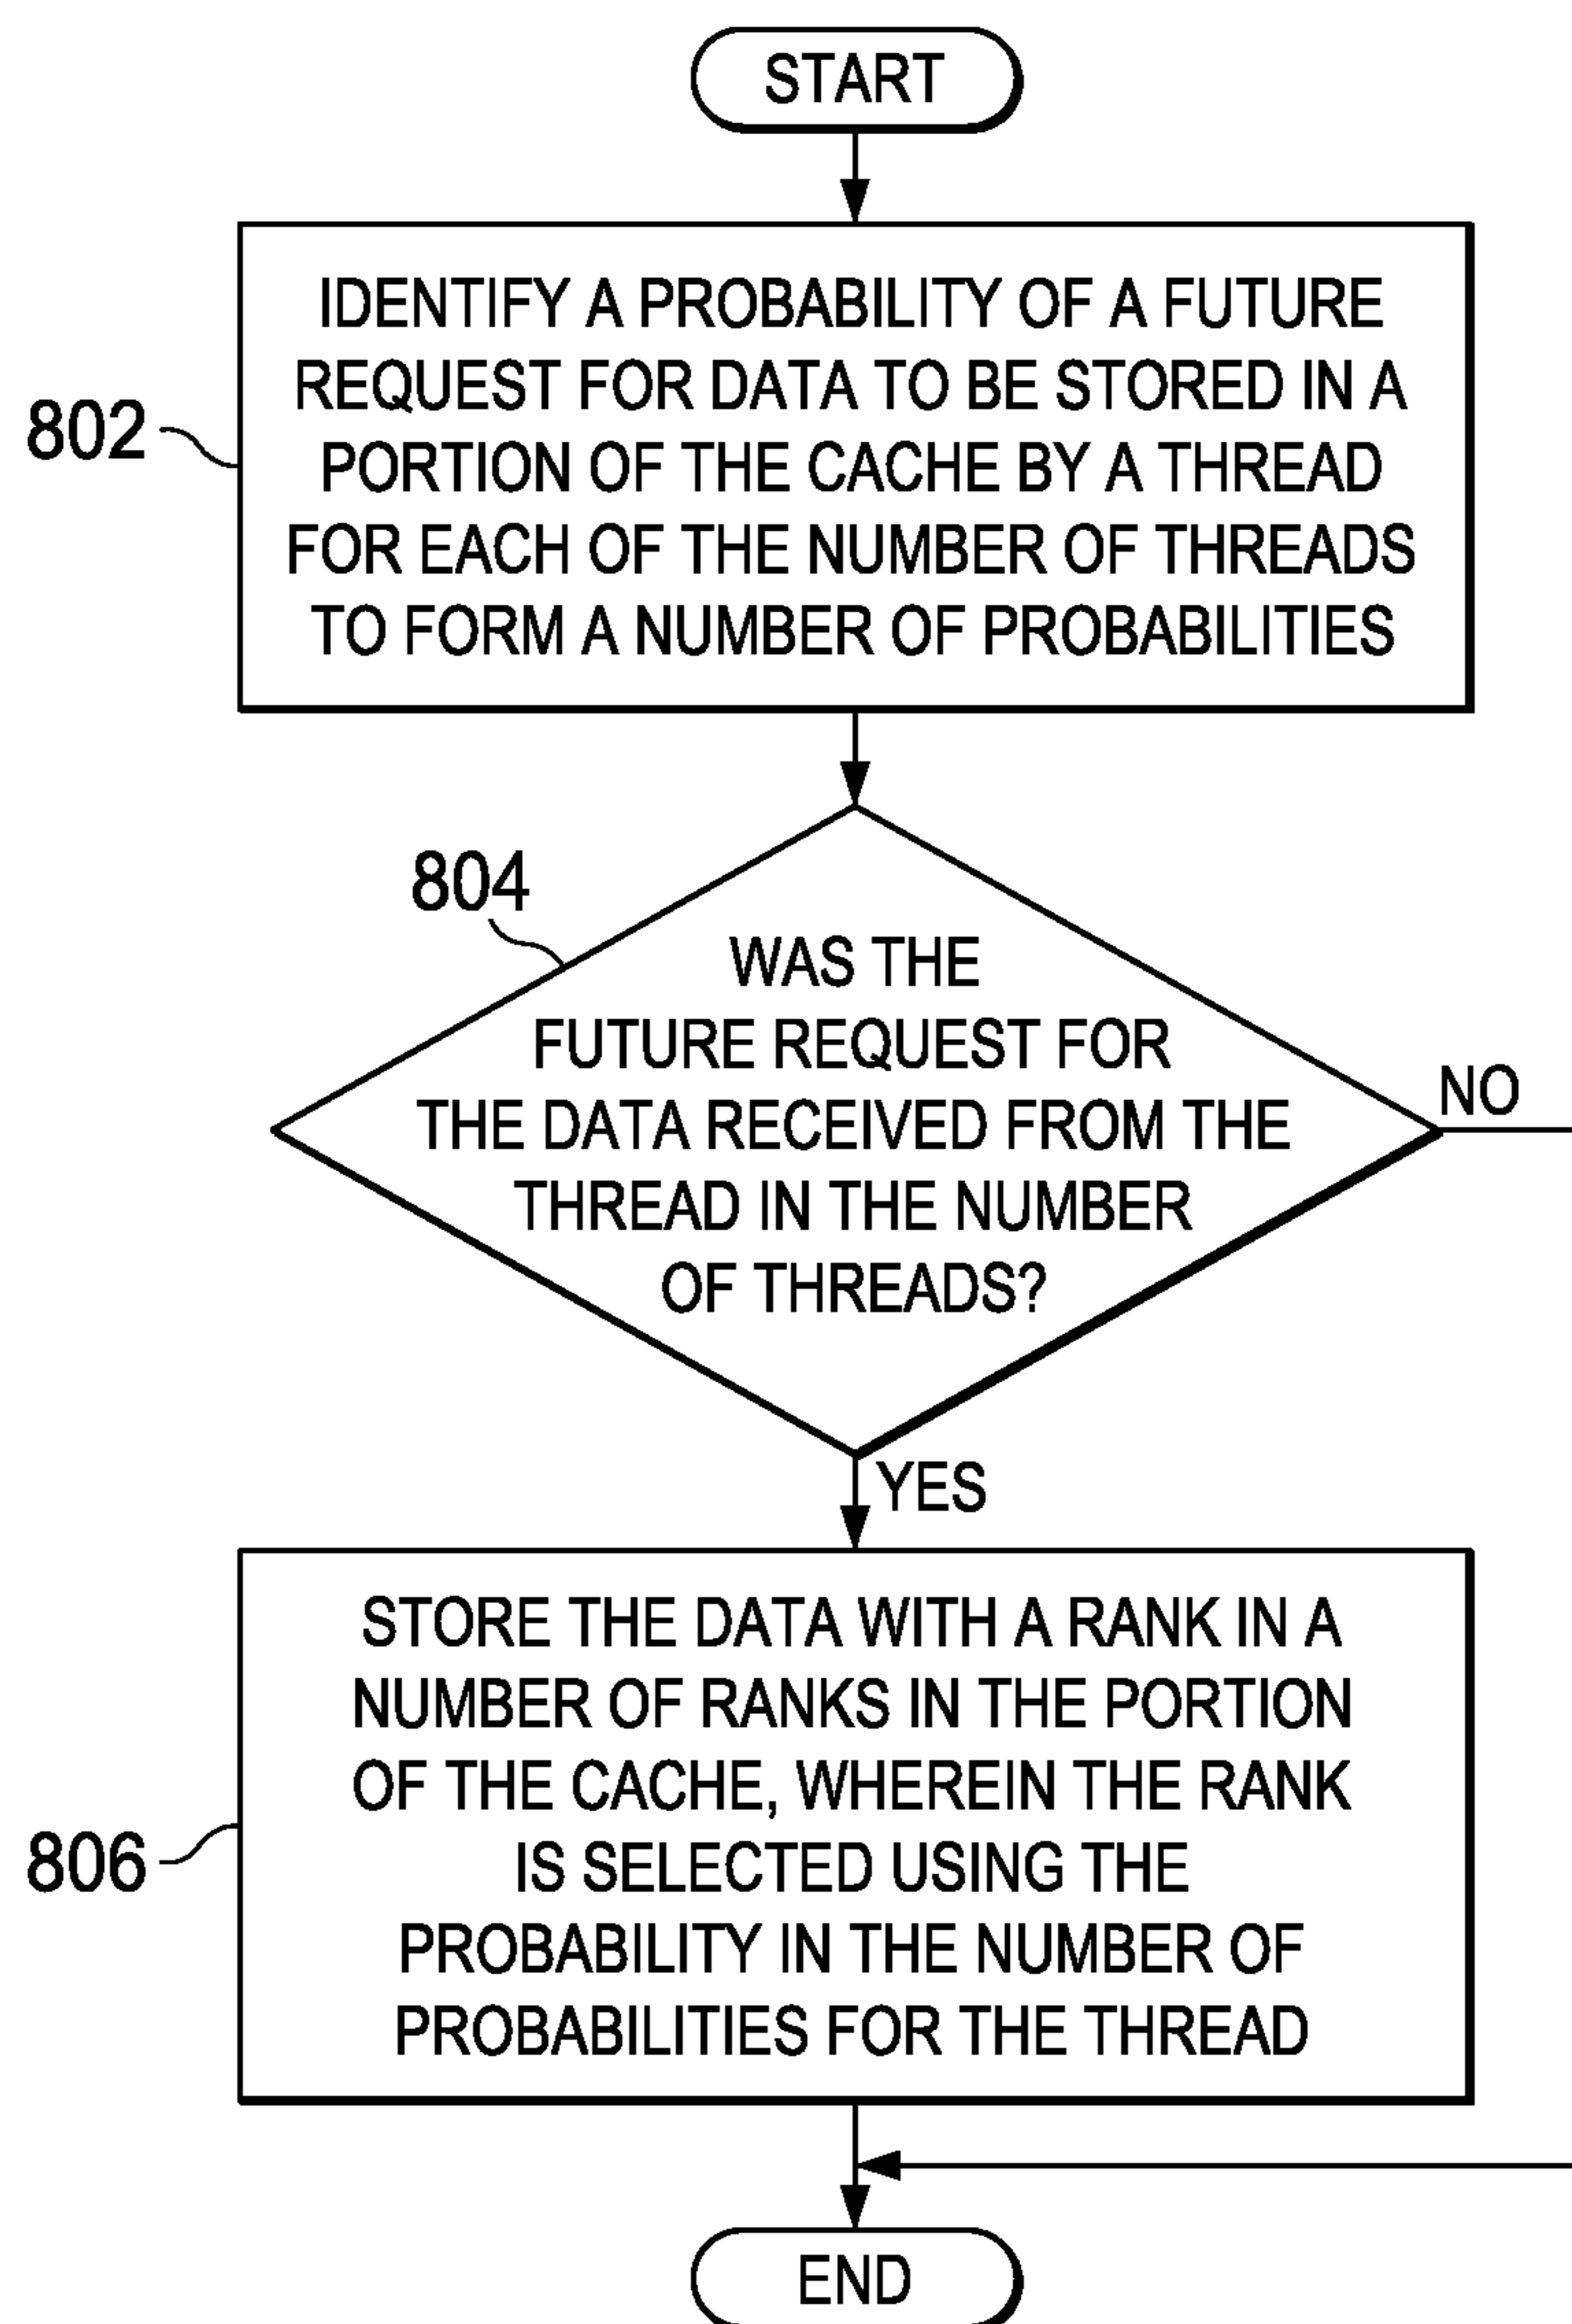 START
IDENTIFY A PROBABILITY OF A FUTURE
REQUEST FOR DATA TO BE STORED IN A
PORTION OF THE CACHE BY A THREAD
FOR EACH OF THE NUMBER OF THREADS
TO FORM A NUMBER OF PROBABILITIES
802
804
WAS THE
FUTURE REQUEST FOR
THE DATA RECEIVED FROM THE
THREAD IN THE NUMBER
OF THREADS?
NO
YES
STORE THE DATA WITH A RANK IN A
NUMBER OF RANKS IN THE PORTION
OF THE CACHE, WHEREIN THE RANK
IS SELECTED USING THE
PROBABILITY IN THE NUMBER OF
PROBABILITIES FOR THE THREAD
806
END